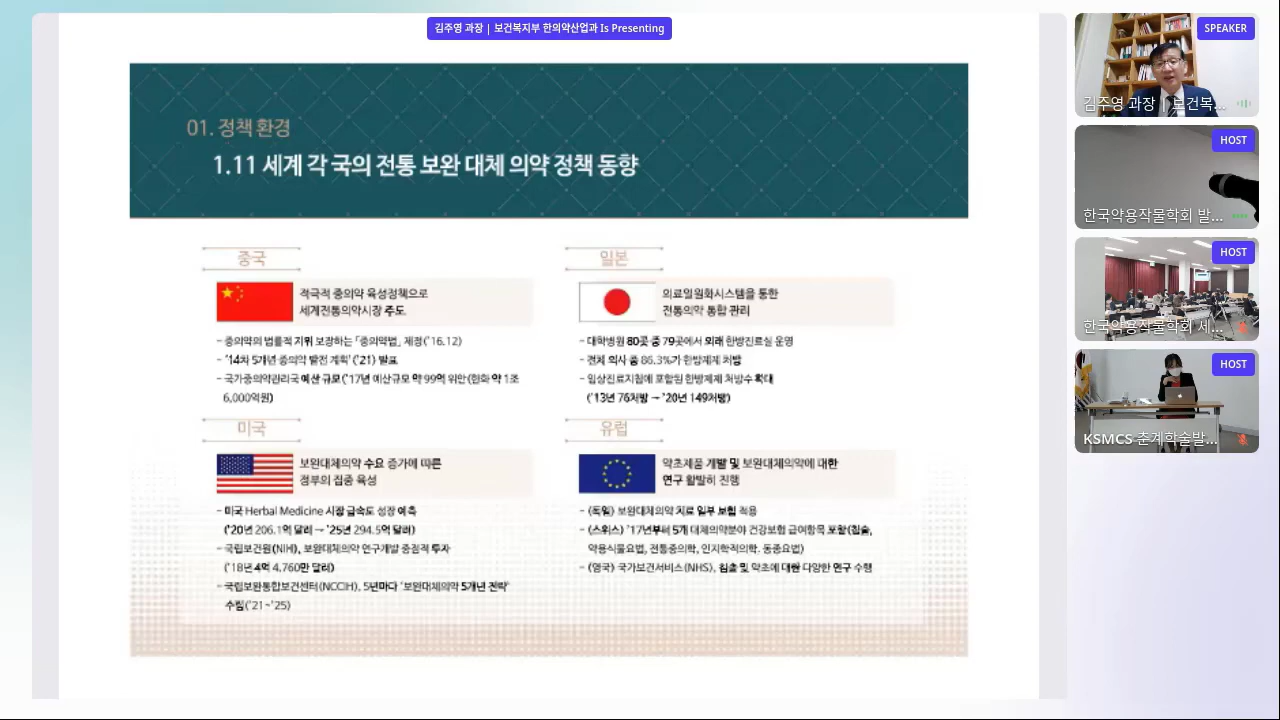 김주영 과장 | 보건복지부 한의약산업과 Is Presenting
01. 정책 환경
1.11 세계 각 국의 전통 보완 대체 의약 정책 동향
중국
적극적 중의약 육성정책으로
세계전통의약시장 주도
- 중의약의 법률적 지위 보장하는 「중의약법」 제정('16.12)
- '14차 5개년 중의약 발전 계획' ('21) 발표
- 국가중의약관리국 예산 규모('17년 예산규모 약 99억 위안(한화 약 1조
6,000억원)
일본
의료일원화시스템을 통한
전통의약 통합 관리
- 대학병원 80곳 중 79곳에서 외래 한방진료실 운영
- 전체 의사 중 86.3%가 한방제제 처방
- 임상진료지침에 포함된 한방제제 처방수 확대
('13년 76처방 → '20년 149처방)
미국
보완대체의약 수요 증가에 따른
정부의 집중 육성
- 미국 Herbal Medicine 시장 급속도 성장 예측
('20년 206.1억 달러 → '25년 294.5억 달러)
- 국립보건원(NIH), 보완대체의약 연구개발 중점적 투자
('18년 4억 4,760만 달러)
- 국립보완통합보건센터(NCCIH), 5년마다 '보완대체의약 5개년 전략'
수립('21~'25)
유럽
약초제품 개발 및 보완대체의약에 대한
연구 활발히 진행
- (독일) 보완대체의약 치료 일부 보험 적용
- (스위스) '17년부터 5개 대체의약분야 건강보험 급여항목 포함(침술,
약용식물요법, 전통중의학, 인지학적의학, 동종요법)
- (영국) 국가보건서비스(NHS), 침술 및 약초에 대한 다양한 연구 수행
SPEAKER
김주영 과장 | 보건복...
HOST
한국약용작물학회 발...
HOST
한국약용작물학회 세...
HOST
KSMCS 춘계학술발...